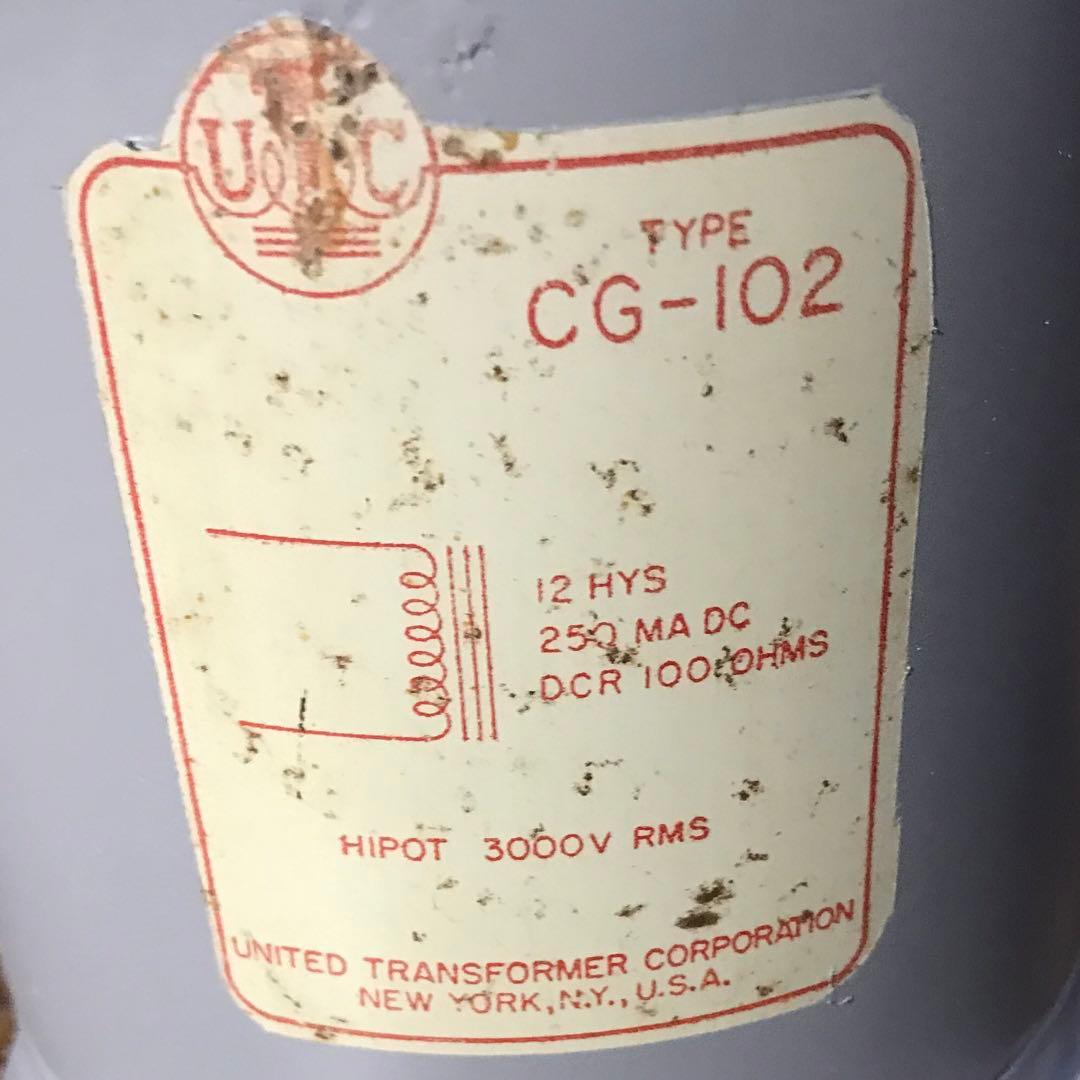 UTC
TYPE
CG-102
12 HYS
250 MA DC
DCR 100 OHMS
HIPOT 3000V RMS
UNITED TRANSFORMER CORPORATION
NEW YORK, N.Y., U.S.A.